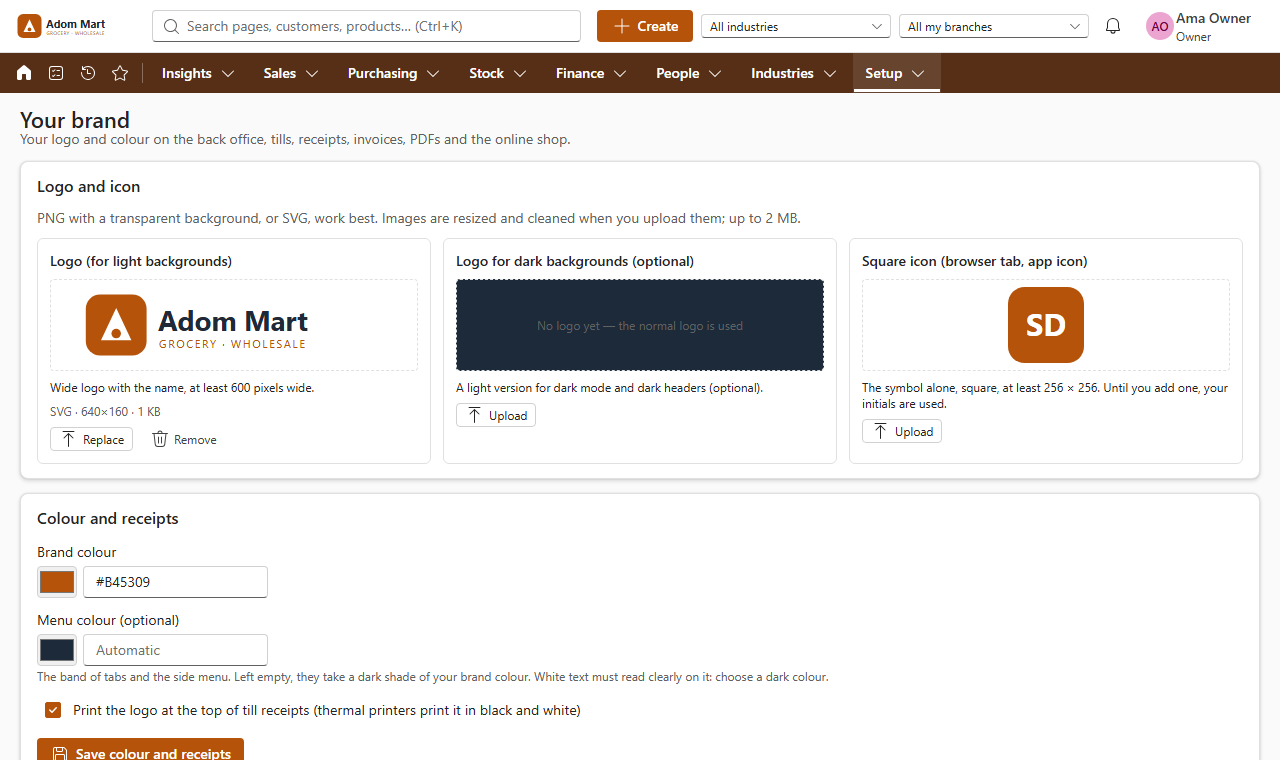 Adom Mart
GROCERY · WHOLESALE
Search pages, customers, products... (Ctrl+K)
Create
All industries
All my branches
AO
Ama Owner
Owner
Insights
Sales
Purchasing
Stock
Finance
People
Industries
Setup
Your brand
Your logo and colour on the back office, tills, receipts, invoices, PDFs and the online shop.
Logo and icon
PNG with a transparent background, or SVG, work best. Images are resized and cleaned when you upload them; up to 2 MB.
Logo (for light backgrounds)
Adom Mart
GROCERY · WHOLESALE
Wide logo with the name, at least 600 pixels wide.
SVG · 640×160 · 1 KB
Replace
Remove
Logo for dark backgrounds (optional)
No logo yet — the normal logo is used
A light version for dark mode and dark headers (optional).
Upload
Square icon (browser tab, app icon)
SD
The symbol alone, square, at least 256 × 256. Until you add one, your
initials are used.
Upload
Colour and receipts
Brand colour
#B45309
Menu colour (optional)
Automatic
The band of tabs and the side menu. Left empty, they take a dark shade of your brand colour. White text must read clearly on it: choose a dark colour.
Print the logo at the top of till receipts (thermal printers print it in black and white)
Save colour and receipts